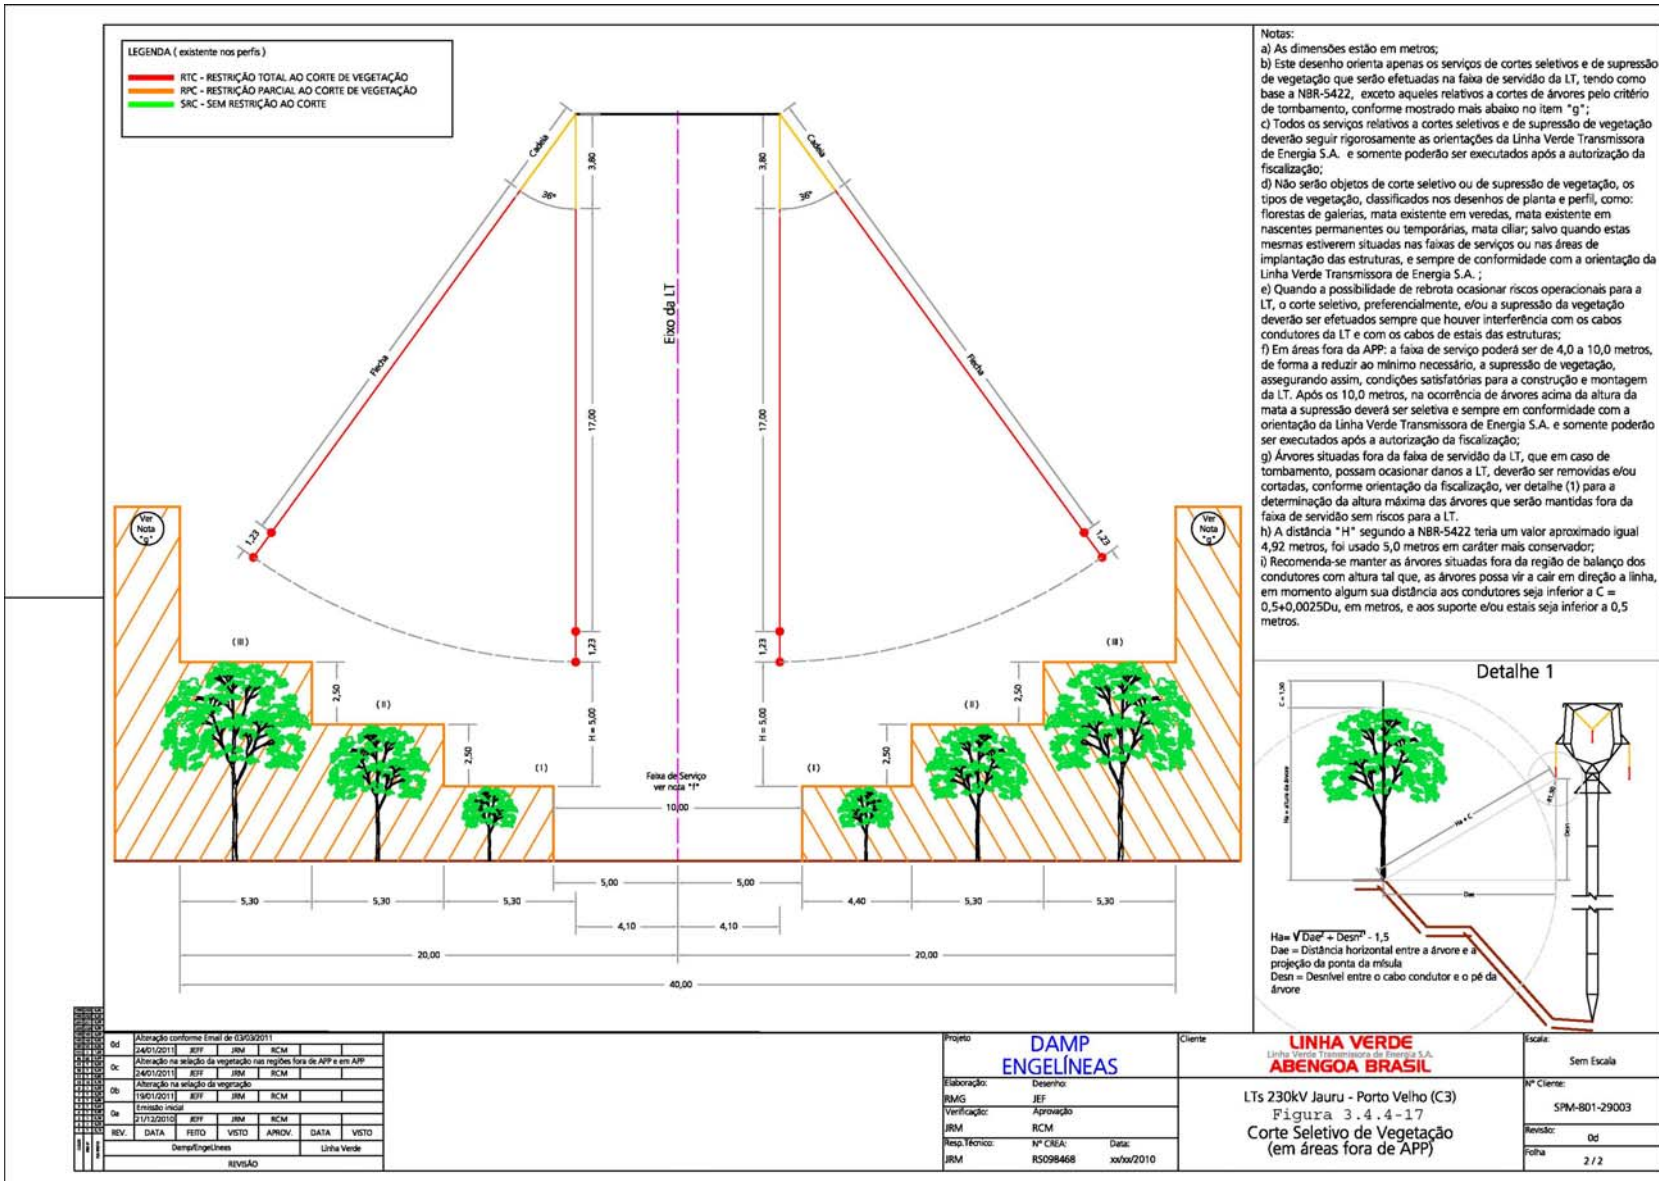 LEGENDA ( existente nos perfis )
RTC - RESTRIÇÃO TOTAL AO CORTE DE VEGETAÇÃO
RPC - RESTRIÇÃO PARCIAL AO CORTE DE VEGETAÇÃO
SRC - SEM RESTRIÇÃO AO CORTE
Cadeia
3,80
3,80
Cadeia
36°
36°
Eixo da LT
Flecha
Flecha
17,00
17,00
Ver
Nota
"g"
1,23
1,23
Ver
Nota
"g"
(III)
1,23
1,23
(III)
2,50
2,50
(II)
(II)
H = 5,00
H = 5,00
2,50
2,50
(I)
(I)
Faixa de Serviço
ver nota "f"
10,00
5,00
5,00
5,30
5,30
5,30
4,40
5,30
5,30
4,10
4,10
20,00
20,00
40,00
Notas:
a) As dimensões estão em metros;
b) Este desenho orienta apenas os serviços de cortes seletivos e de supressão
de vegetação que serão efetuadas na faixa de servidão da LT, tendo como
base a NBR-5422, exceto aqueles relativos a cortes de árvores pelo critério
de tombamento, conforme mostrado mais abaixo no item "g";
c) Todos os serviços relativos a cortes seletivos e de supressão de vegetação
deverão seguir rigorosamente as orientações da Linha Verde Transmissora
de Energia S.A. e somente poderão ser executados após a autorização da
fiscalização;
d) Não serão objetos de corte seletivo ou de supressão de vegetação, os
tipos de vegetação, classificados nos desenhos de planta e perfil, como:
florestas de galerias, mata existente em veredas, mata existente em
nascentes permanentes ou temporárias, mata ciliar; salvo quando estas
mesmas estiverem situadas nas faixas de serviços ou nas áreas de
implantação das estruturas, e sempre de conformidade com a orientação da
Linha Verde Transmissora de Energia S.A. ;
e) Quando a possibilidade de rebrota ocasionar riscos operacionais para a
LT, o corte seletivo, preferencialmente, e/ou a supressão da vegetação
deverão ser efetuados sempre que houver interferência com os cabos
condutores da LT e com os cabos de estais das estruturas;
f) Em áreas fora da APP: a faixa de serviço poderá ser de 4,0 a 10,0 metros,
de forma a reduzir ao mínimo necessário, a supressão de vegetação,
assegurando assim, condições satisfatórias para a construção e montagem
da LT. Após os 10,0 metros, na ocorrência de árvores acima da altura da
mata a supressão deverá ser seletiva e sempre em conformidade com a
orientação da Linha Verde Transmissora de Energia S.A. e somente poderão
ser executados após a autorização da fiscalização;
g) Árvores situadas fora da faixa de servidão da LT, que em caso de
tombamento, possam ocasionar danos a LT, deverão ser removidas e/ou
cortadas, conforme orientação da fiscalização, ver detalhe (1) para a
determinação da altura máxima das árvores que serão mantidas fora da
faixa de servidão sem riscos para a LT.
h) A distância "H" segundo a NBR-5422 teria um valor aproximado igual
4,92 metros, foi usado 5,0 metros em caráter mais conservador;
i) Recomenda-se manter as árvores situadas fora da região de balanço dos
condutores com altura tal que, as árvores possa vir a cair em direção a linha,
em momento algum sua distância aos condutores seja inferior a C =
0,5+0,0025Du, em metros, e aos suporte e/ou estais seja inferior a 0,5
metros.
Detalhe 1
C = 1,50
Ha = altura da árvore
Ha + C
R1,50
Desn
Dae
Ha= √Dae² + Desn² - 1,5
Dae = Distância horizontal entre a árvore e a
projeção da ponta da mísula
Desn = Desnível entre o cabo condutor e o pé da
árvore
0d Alteração conforme Email de 03/03/2011
24/01/2011 JEFF JRM RCM
0c Alteração na seleção da vegetação nas regiões fora de APP e em APP
24/01/2011 JEFF JRM RCM
0b Alteração na seleção da vegetação
19/01/2011 JEFF JRM RCM
0a Emissão inicial
21/12/2010 JEFF JRM RCM
REV. DATA FEITO VISTO APROV. DATA VISTO
Damp/EngeLíneas Linha Verde
REVISÃO
Projeto
DAMP
ENGELÍNEAS
Elaboração: Desenho:
RMG JEF
Verificação: Aprovação
JRM RCM
Resp.Técnico: N° CREA: Data:
JRM RS098468 xx/xx/2010
Cliente
LINHA VERDE
Linha Verde Transmissora de Energia S.A.
ABENGOA BRASIL
LTs 230kV Jauru - Porto Velho (C3)
Figura 3.4.4-17
Corte Seletivo de Vegetação
(em áreas fora de APP)
Escala:
Sem Escala
N° Cliente:
SPM-801-29003
Revisão:
0d
Folha
2 / 2